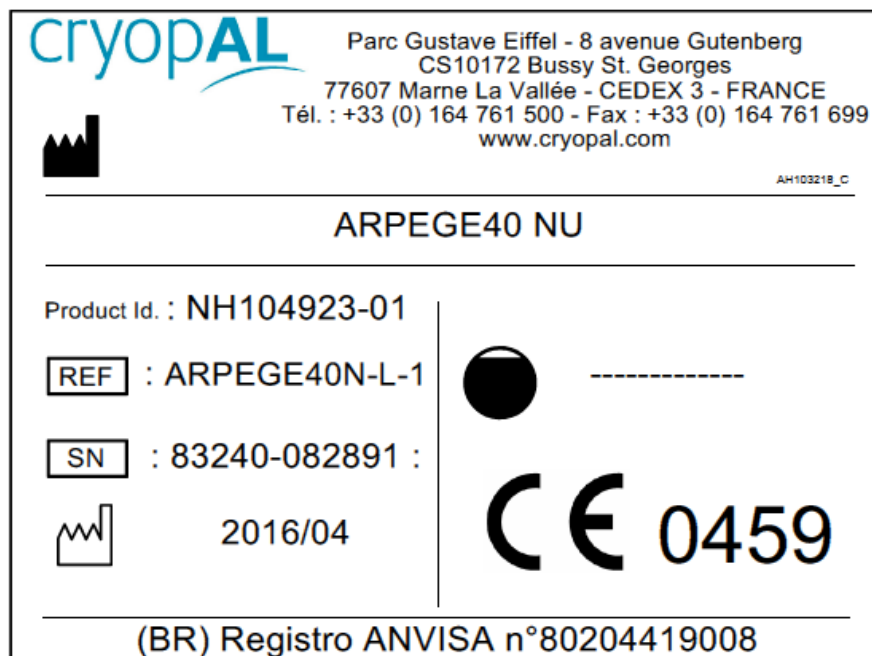 cryopAL
Parc Gustave Eiffel - 8 avenue Gutenberg
CS10172 Bussy St. Georges
77607 Marne La Vallée - CEDEX 3 - FRANCE
Tél. : +33 (0) 164 761 500 - Fax : +33 (0) 164 761 699
www.cryopal.com
AH103218_C
ARPEGE40 NU
Product Id. : NH104923-01
REF : ARPEGE40N-L-1
-------------
SN : 83240-082891 :
2016/04
CE 0459
(BR) Registro ANVISA n°80204419008